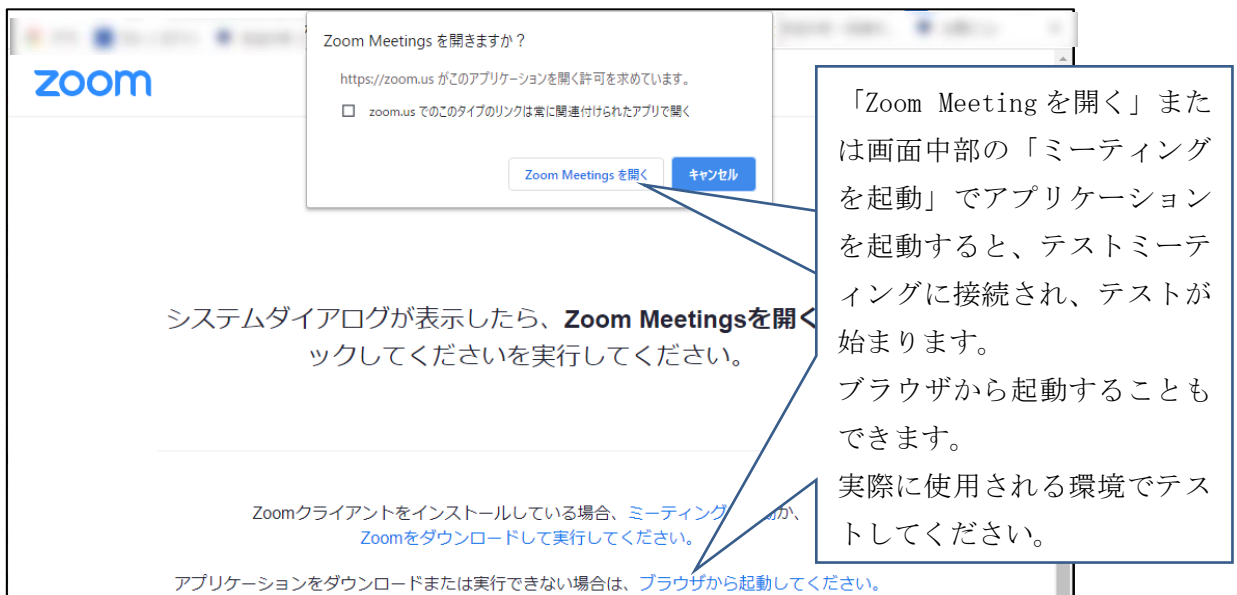 Zoom Meetings を開きますか？
https://zoom.us がこのアプリケーションを開く許可を求めています。
zoom.us でのこのタイプのリンクは常に関連付けられたアプリで開く
Zoom Meetings を開く
キャンセル
zoom
システムダイアログが表示したら、Zoom Meetingsを開く
ックしてくださいを実行してください。
Zoomクライアントをインストールしている場合、ミーティング か、
Zoomをダウンロードして実行してください。
アプリケーションをダウンロードまたは実行できない場合は、ブラウザから起動してください。
「Zoom Meeting を開く」また
は画面中部の「ミーティング
を起動」でアプリケーション
を起動すると、テストミーテ
ィングに接続され、テストが
始まります。
ブラウザから起動することも
できます。
実際に使用される環境でテス
トしてください。